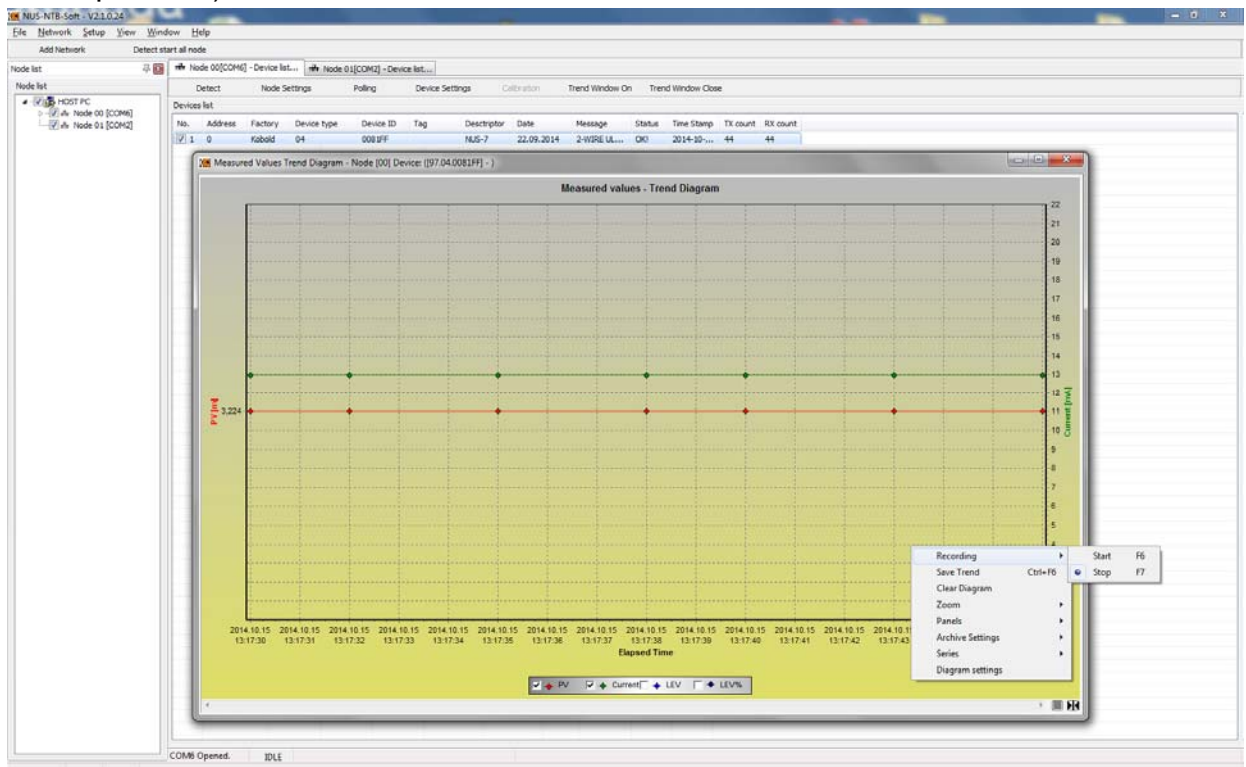 NUS-NTB-Soft - V2.1.0.24
File Network Setup View Window Help
Add Network Detect start all node
Node list
Node list
HOST PC
Node 00 [COM6]
Node 01 [COM2]
Node 00[COM6] - Device list... Node 01[COM2] - Device list...
Detect Node Settings Polling Device Settings Calibration Trend Window On Trend Window Close
Devices list
No. Address Factory Device type Device ID Tag Desctriptor Date Message Status Time Stamp TX count RX count
1 0 Kobold 04 0081FF NUS-7 22.09.2014 2-WIRE UL... OK! 2014-10-... 44 44
Measured Values Trend Diagram - Node [00] Device: ([97.04.0081FF] - )
Measured values - Trend Diagram
22
21
20
19
18
17
16
15
14
13
12
11
10
9
8
7
6
5
4
PV [m]
3,224
Current [mA]
2014.10.15 2014.10.15 2014.10.15 2014.10.15 2014.10.15 2014.10.15 2014.10.15 2014.10.15 2014.10.15 2014.10.15 2014.10.15 2014.10.15 2014.10.15 2014.10.1
13:17:30 13:17:31 13:17:32 13:17:33 13:17:34 13:17:35 13:17:36 13:17:37 13:17:38 13:17:39 13:17:40 13:17:41 13:17:42 13:17:43
Elapsed Time
PV Current LEV LEV%
Recording
Save Trend Ctrl+F6
Clear Diagram
Zoom
Panels
Archive Settings
Series
Diagram settings
Start F6
Stop F7
COM6 Opened. IDLE